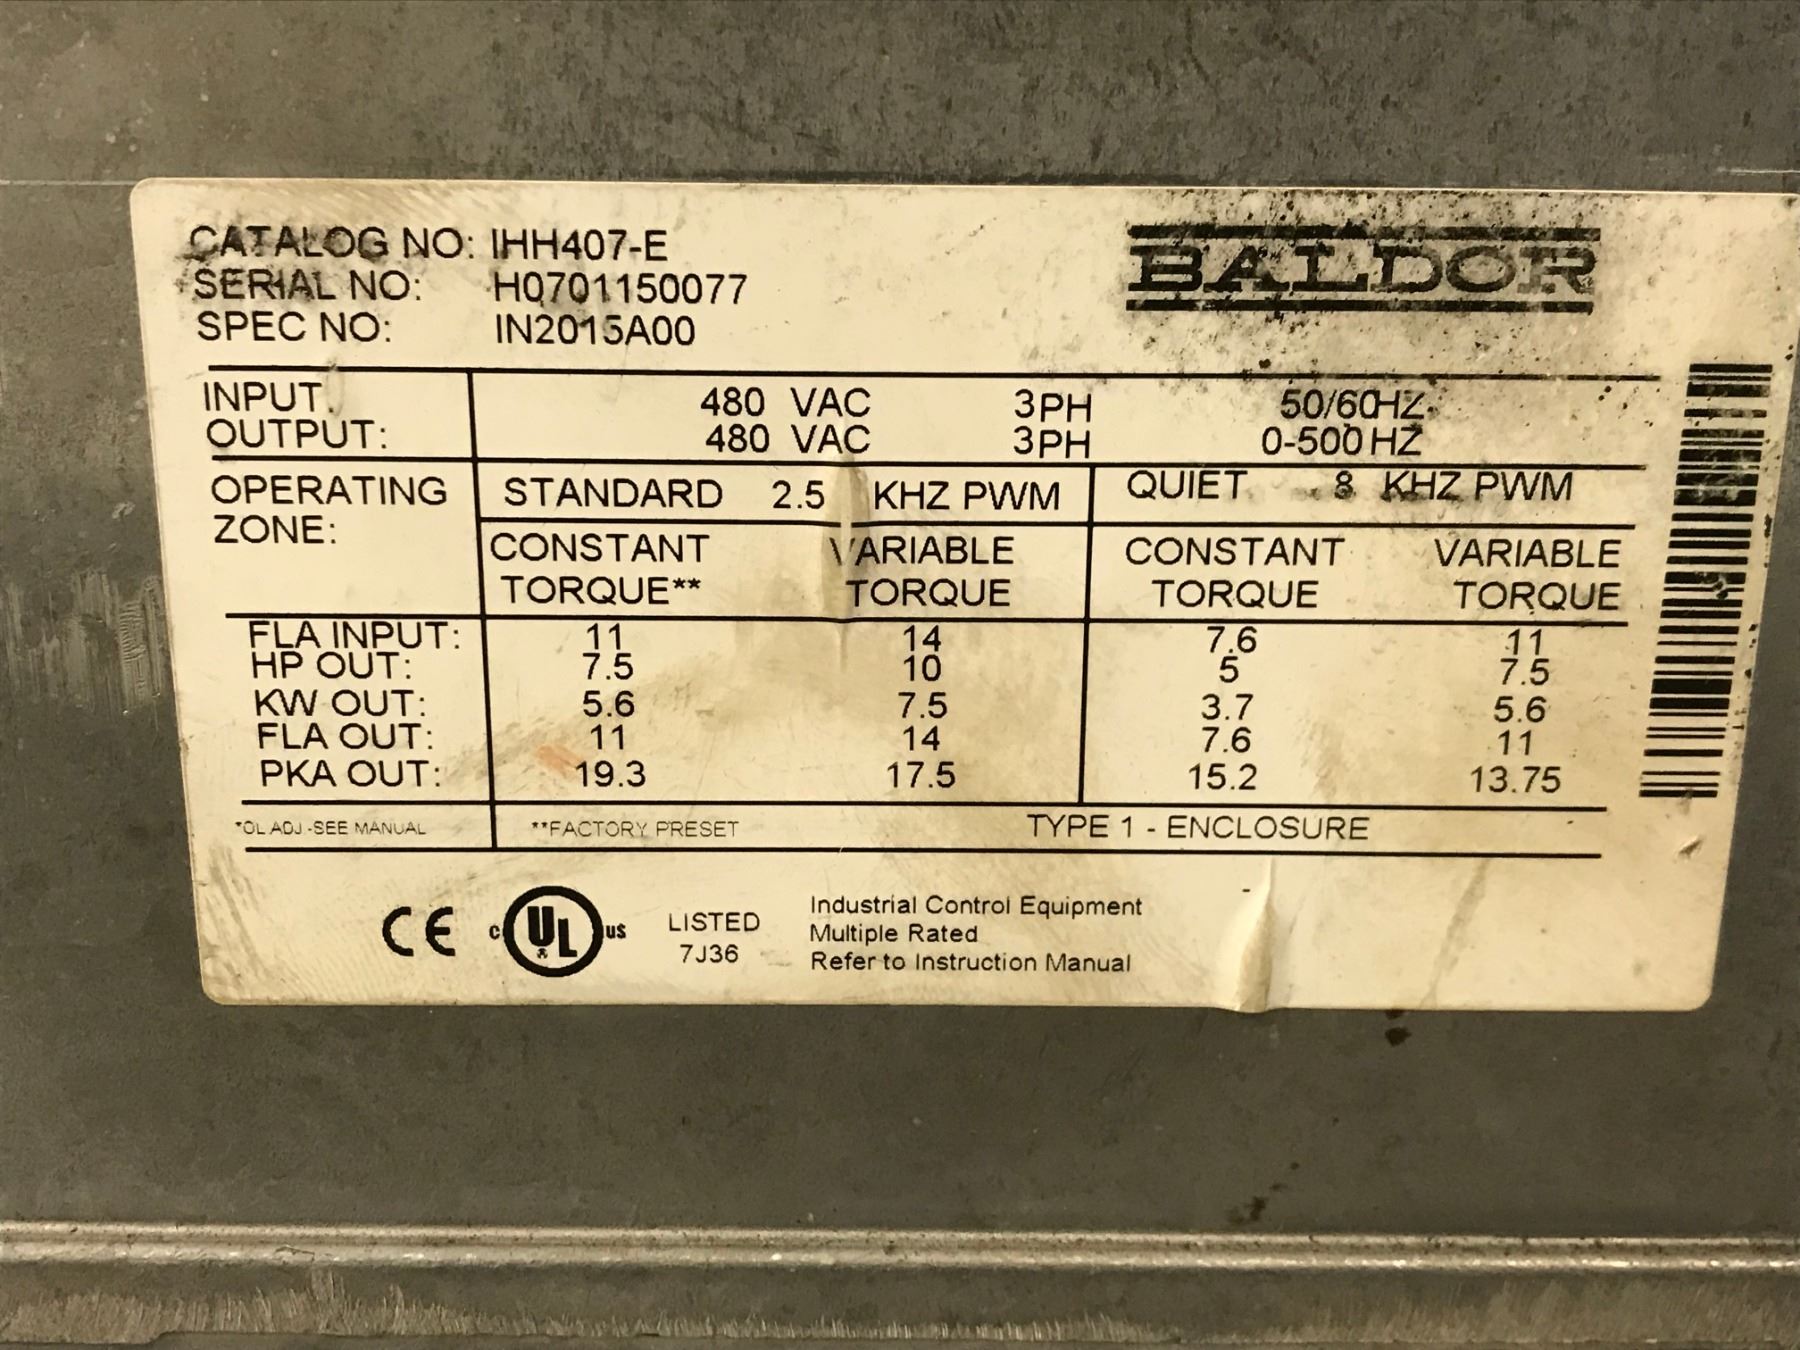 CATALOG NO: IHH407-E
BALDOR
SERIAL NO: H0701150077
SPEC NO: IN2015A00
INPUT: 480 VAC 3PH 50/60HZ
OUTPUT: 480 VAC 3PH 0-500 HZ
OPERATING ZONE: STANDARD 2.5 KHZ PWM QUIET 8 KHZ PWM
CONSTANT VARIABLE CONSTANT VARIABLE
TORQUE** TORQUE TORQUE TORQUE
FLA INPUT: 11 14 7.6 11
HP OUT: 7.5 10 5 7.5
KW OUT: 5.6 7.5 3.7 5.6
FLA OUT: 11 14 7.6 11
PKA OUT: 19.3 17.5 15.2 13.75
*OL ADJ.-SEE MANUAL **FACTORY PRESET TYPE 1 - ENCLOSURE
CE c UL us LISTED 7J36
Industrial Control Equipment
Multiple Rated
Refer to Instruction Manual